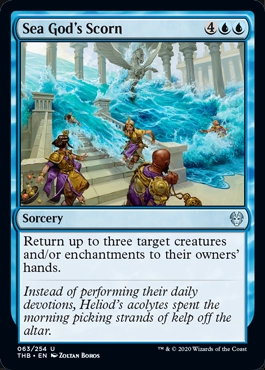 Sea God's Scorn 4
Sorcery
Return up to three target creatures
and/or enchantments to their owners'
hands.
Instead of performing their daily
devotions, Heliod's acolytes spent the
morning picking strands of kelp off the
altar.
063/254 U
THB • EN Zoltan Boros
™ & © 2020 Wizards of the Coast